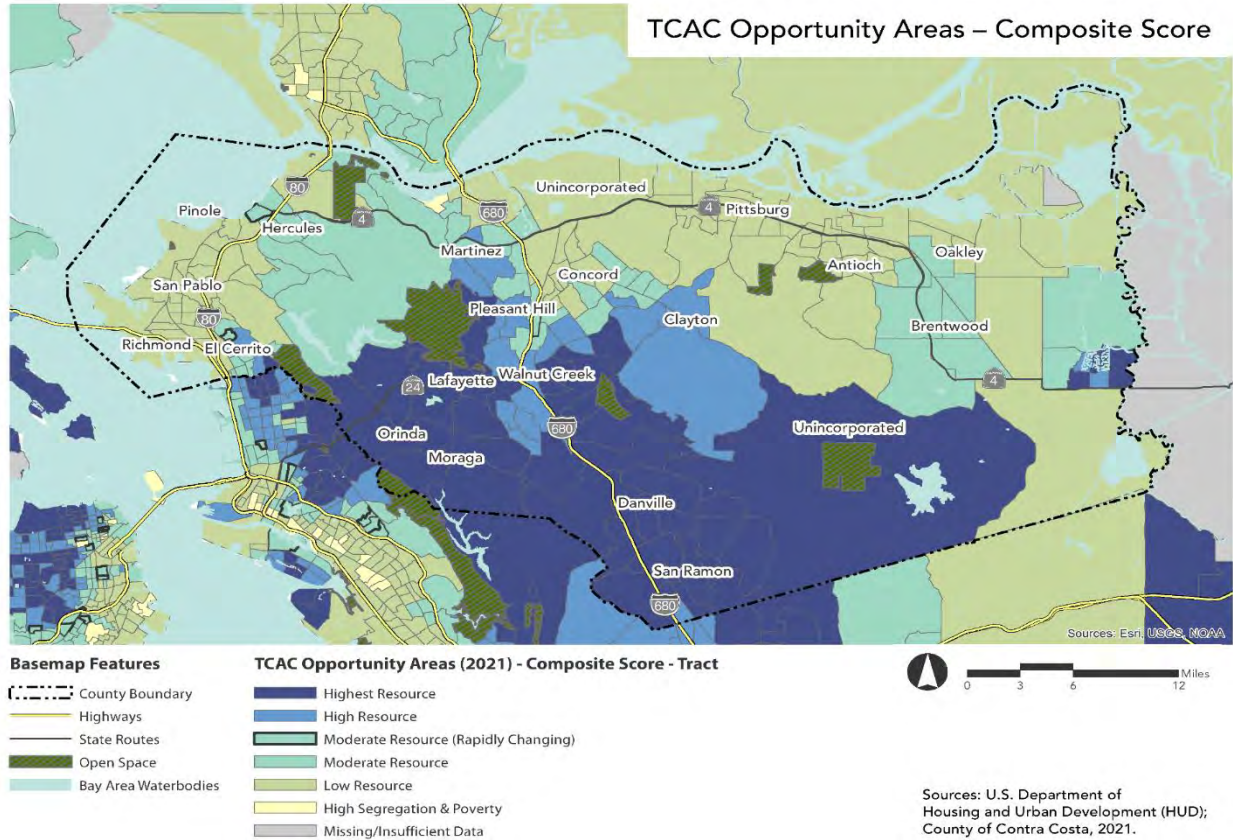 TCAC Opportunity Areas – Composite Score
80
Unincorporated
Pinole
Hercules
4
680
4
Pittsburg
Martinez
Concord
Antioch
Oakley
San Pablo
80
Pleasant Hill
Clayton
Brentwood
Richmond
El Cerrito
24
Lafayette
Walnut Creek
4
680
Orinda
Unincorporated
Moraga
Danville
San Ramon
680
Sources: Esri, USGS, NOAA
Basemap Features
County Boundary
Highways
State Routes
Open Space
Bay Area Waterbodies
TCAC Opportunity Areas (2021) - Composite Score - Tract
Highest Resource
High Resource
Moderate Resource (Rapidly Changing)
Moderate Resource
Low Resource
High Segregation & Poverty
Missing/Insufficient Data
0 3 6 12 Miles
Sources: U.S. Department of
Housing and Urban Development (HUD);
County of Contra Costa, 2021.